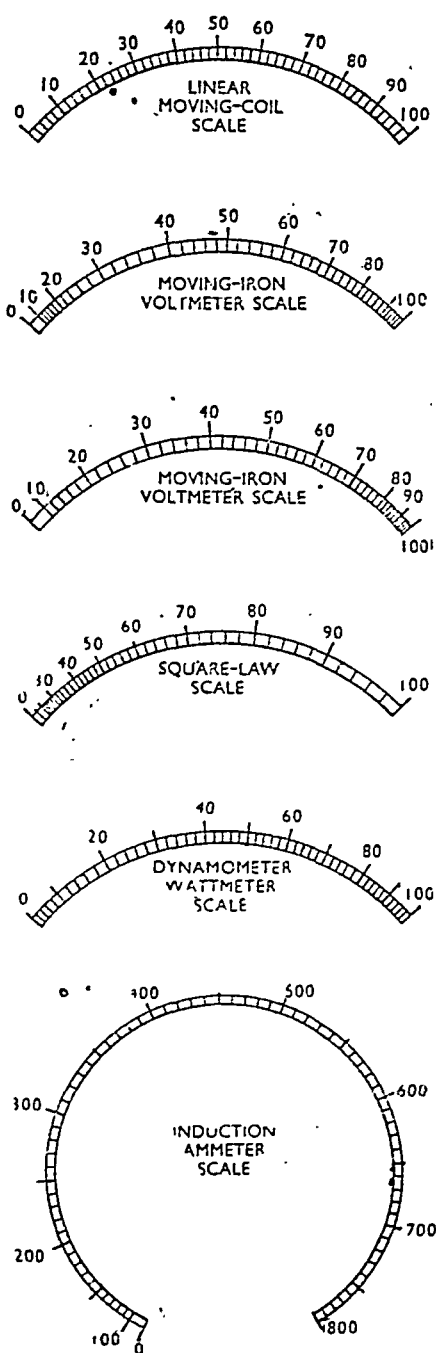 0 10 20 30 40 50 60 70 80 90 100
LINEAR
MOVING-COIL
SCALE
0 10 20 30 40 50 60 70 80 100
MOVING-IRON
VOLTMETER SCALE
0 10 20 30 40 50 60 70 80 90 100
MOVING-IRON
VOLTMETER SCALE
0 30 40 50 60 70 80 90 100
SQUARE-LAW
SCALE
0 20 40 60 80 100
DYNAMOMETER
WATTMETER
SCALE
0 100 200 300 400 500 600 700 800
INDUCTION
AMMETER
SCALE